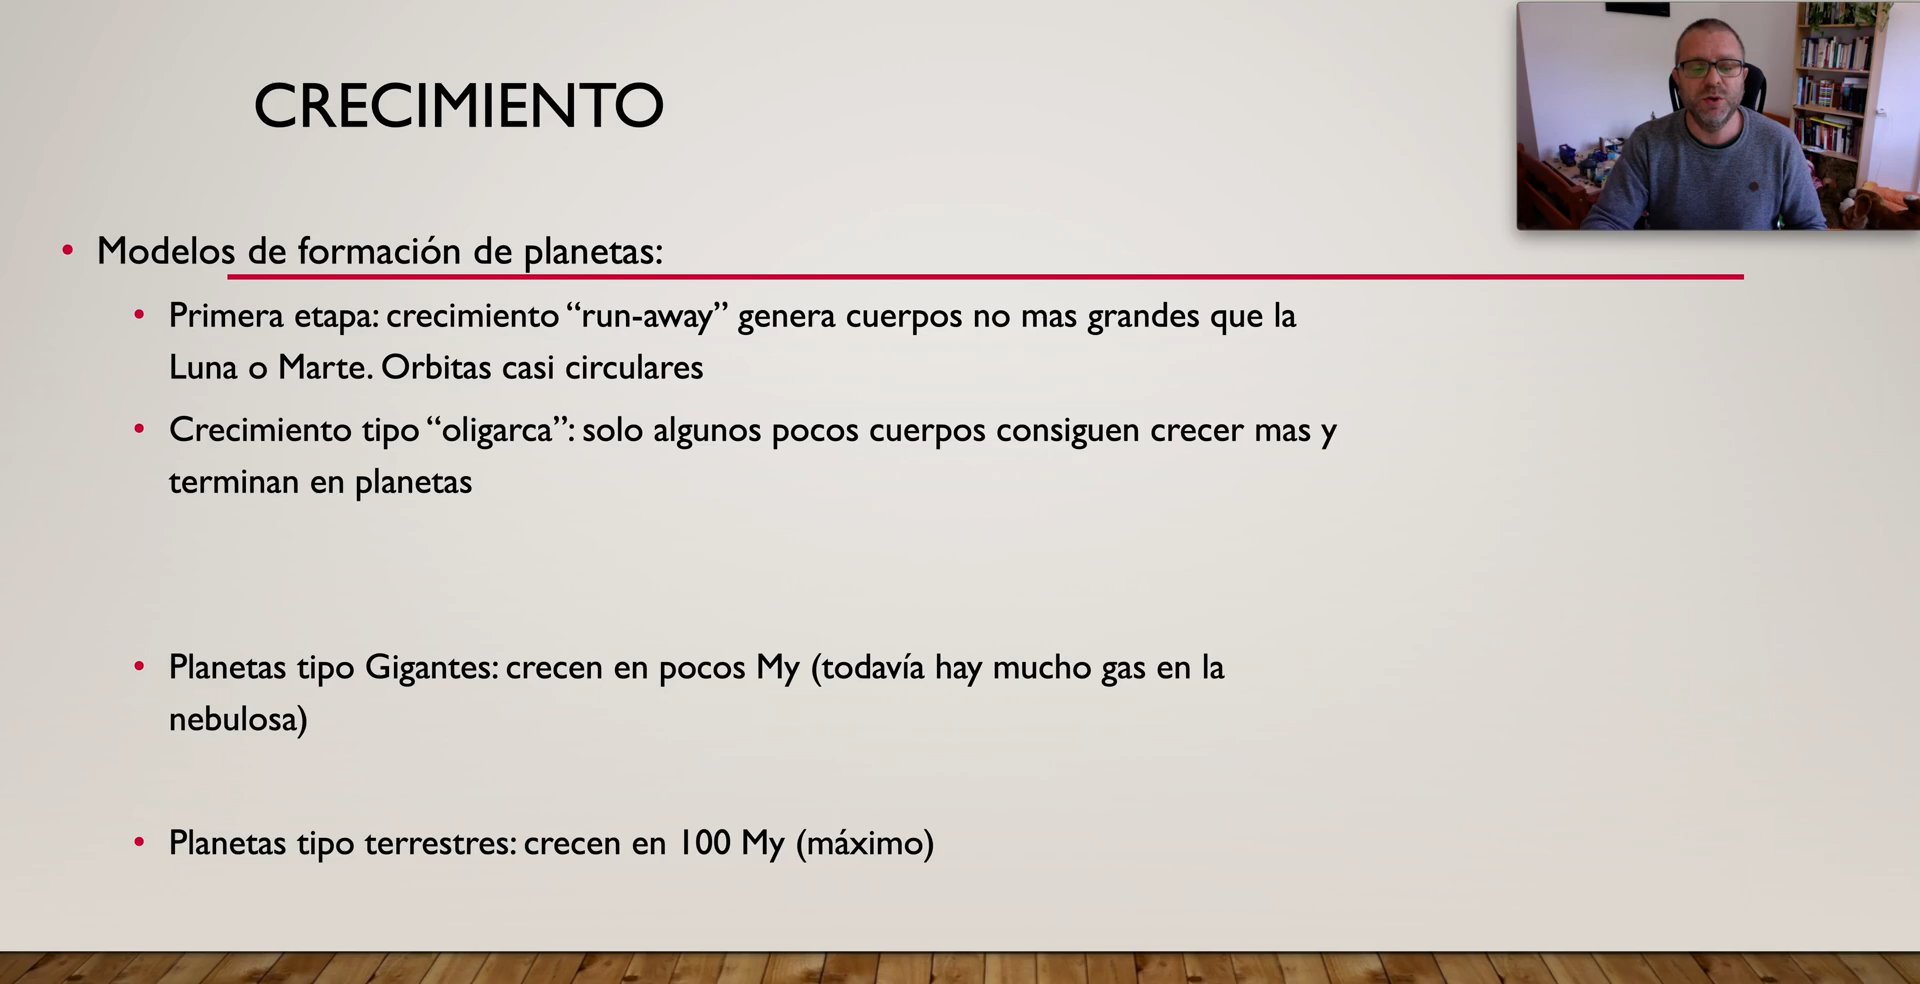 CRECIMIENTO
• Modelos de formación de planetas:
• Primera etapa: crecimiento “run-away” genera cuerpos no mas grandes que la
Luna o Marte. Orbitas casi circulares
• Crecimiento tipo “oligarca”: solo algunos pocos cuerpos consiguen crecer mas y
terminan en planetas
• Planetas tipo Gigantes: crecen en pocos My (todavía hay mucho gas en la
nebulosa)
• Planetas tipo terrestres: crecen en 100 My (máximo)